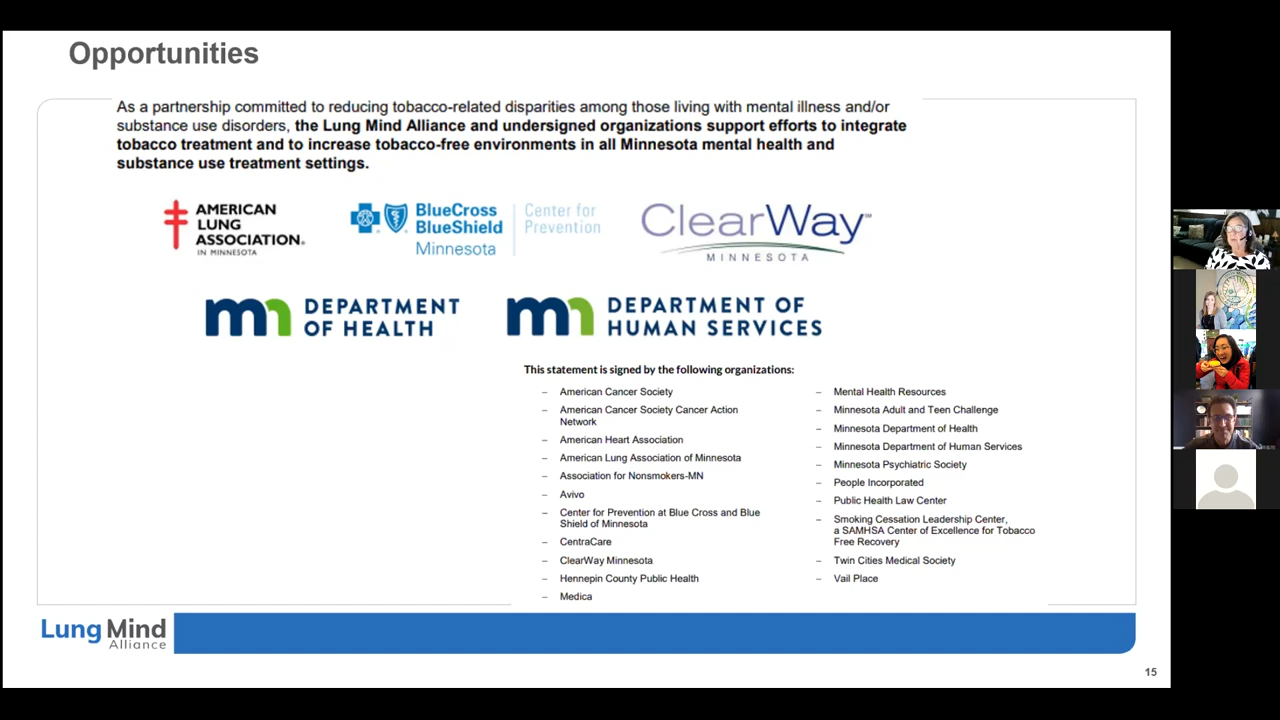 Opportunities
As a partnership committed to reducing tobacco-related disparities among those living with mental illness and/or
substance use disorders, the Lung Mind Alliance and undersigned organizations support efforts to integrate
tobacco treatment and to increase tobacco-free environments in all Minnesota mental health and
substance use treatment settings.
AMERICAN
LUNG
ASSOCIATION®
IN MINNESOTA
BlueCross
BlueShield
Minnesota
Center for
Prevention
ClearWay℠
MINNESOTA
mn DEPARTMENT
OF HEALTH
mn DEPARTMENT OF
HUMAN SERVICES
This statement is signed by the following organizations:
– American Cancer Society
– American Cancer Society Cancer Action
Network
– American Heart Association
– American Lung Association of Minnesota
– Association for Nonsmokers-MN
– Avivo
– Center for Prevention at Blue Cross and Blue
Shield of Minnesota
– CentraCare
– ClearWay Minnesota
– Hennepin County Public Health
– Medica
– Mental Health Resources
– Minnesota Adult and Teen Challenge
– Minnesota Department of Health
– Minnesota Department of Human Services
– Minnesota Psychiatric Society
– People Incorporated
– Public Health Law Center
– Smoking Cessation Leadership Center,
a SAMHSA Center of Excellence for Tobacco
Free Recovery
– Twin Cities Medical Society
– Vail Place
Lung Mind
Alliance
15